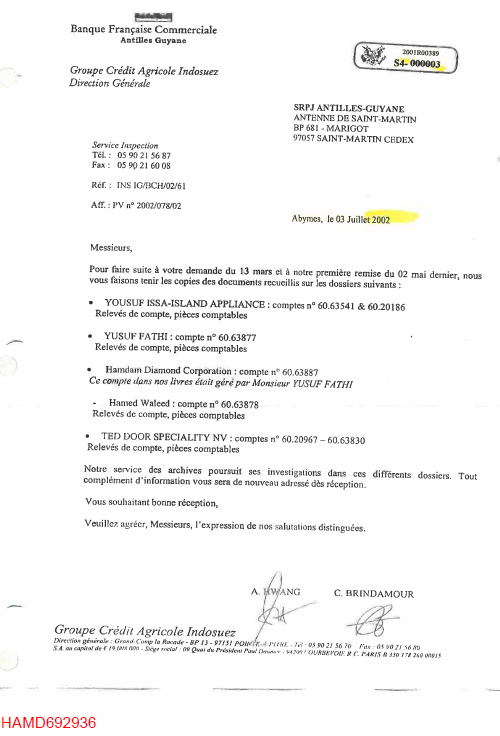 Banque Française Commerciale
Antilles Guyane
Groupe Crédit Agricole Indosuez
Direction Générale
2001R00389
S4- 000003
SRPJ ANTILLES-GUYANE
ANTENNE DE SAINT-MARTIN
BP 681 - MARIGOT
97057 SAINT-MARTIN CEDEX
Service Inspection
Tél. : 05 90 21 56 87
Fax : 05 90 21 60 08
Réf. : INS IG/BCH/02/61
Aff. : PV n° 2002/078/02
Abymes, le 03 Juillet 2002
Messieurs,
Pour faire suite à votre demande du 13 mars et à notre première remise du 02 mai dernier, nous
vous faisons tenir les copies des documents recueillis sur les dossiers suivants :
• YOUSUF ISSA-ISLAND APPLIANCE : comptes n° 60.63541 & 60.20186
Relevés de compte, pièces comptables
• YUSUF FATHI : compte n° 60.63877
Relevés de compte, pièces comptables
• Hamdam Diamond Corporation : compte n° 60.63887
Ce compte dans nos livres était géré par Monsieur YUSUF FATHI
- Hamed Waleed : compte n° 60.63878
Relevés de compte, pièces comptables
• TED DOOR SPECIALITY NV : comptes n° 60.20967 – 60.63830
Relevés de compte, pièces comptables
Notre service des archives poursuit ses investigations dans ces différents dossiers. Tout
complément d'information vous sera de nouveau adressé dès réception.
Vous souhaitant bonne réception,
Veuillez agréer, Messieurs, l'expression de nos salutations distinguées.
A. HWANG C. BRINDAMOUR
Groupe Crédit Agricole Indosuez
Direction générale : Grand-Camp la Rocade - BP 13 - 97151 POINTE-A-PITRE - Tél : 05 90 21 56 70 Fax : 05 90 21 56 80
S.A. au capital de € Siège social : 09 Quai du Président Paul Doumer - COURBEVOIE R.C. PARIS B
HAMD692936